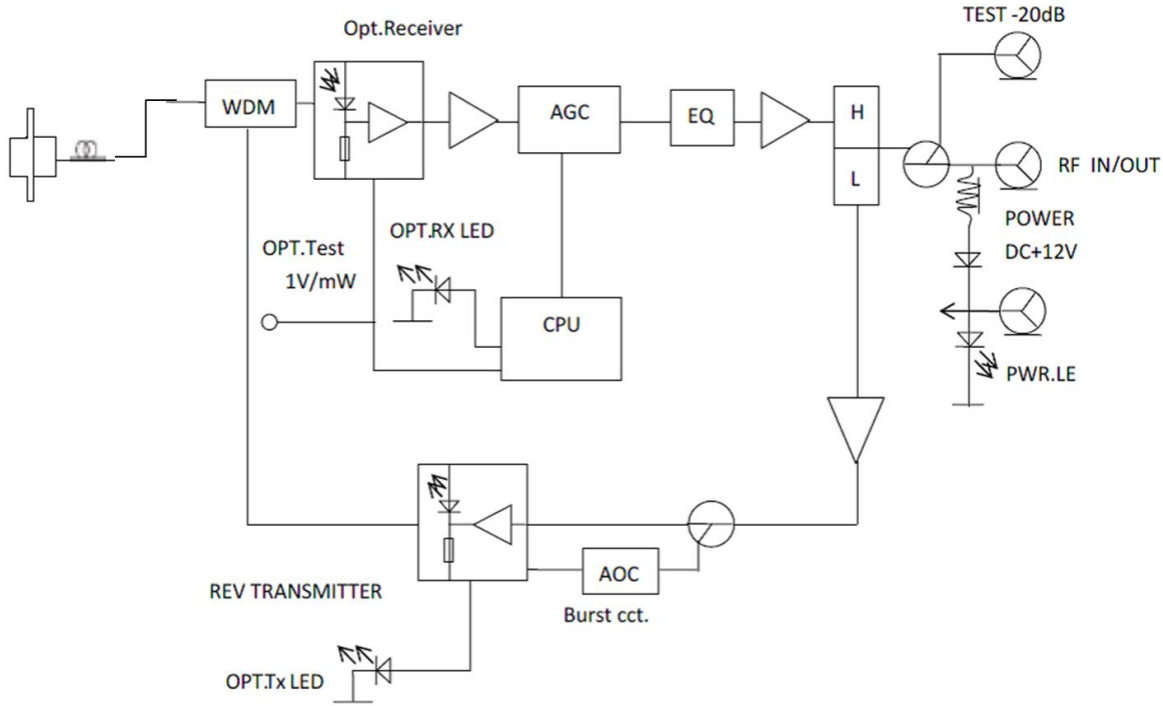 TEST -20dB
Opt.Receiver
WDM
AGC
EQ
H
L
RF IN/OUT
POWER
DC+12V
OPT.RX LED
OPT.Test
1V/mW
CPU
PWR.LE
REV TRANSMITTER
AOC
Burst cct.
OPT.Tx LED